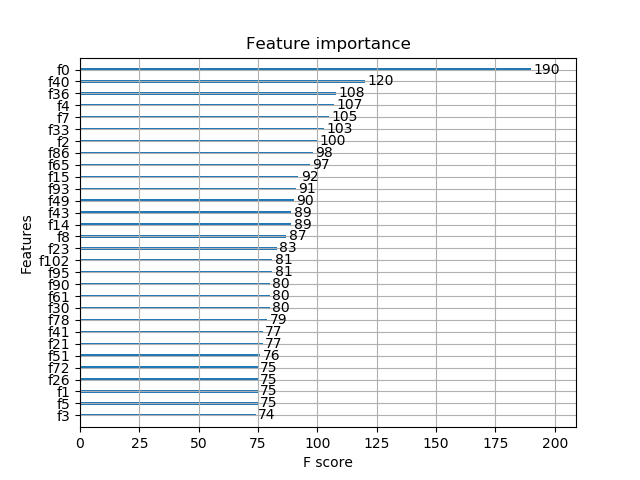 Feature importance
f0 190
f40 120
f36 108
f4 107
f7 105
f33 103
f2 100
f86 98
f65 97
f15 92
f93 91
f49 90
f43 89
f14 89
f8 87
f23 83
f102 81
f95 81
f90 80
f61 80
f30 80
f78 79
f41 77
f21 77
f51 76
f72 75
f26 75
f1 75
f5 75
f3 74
Features
0 25 50 75 100 125 150 175 200
F score